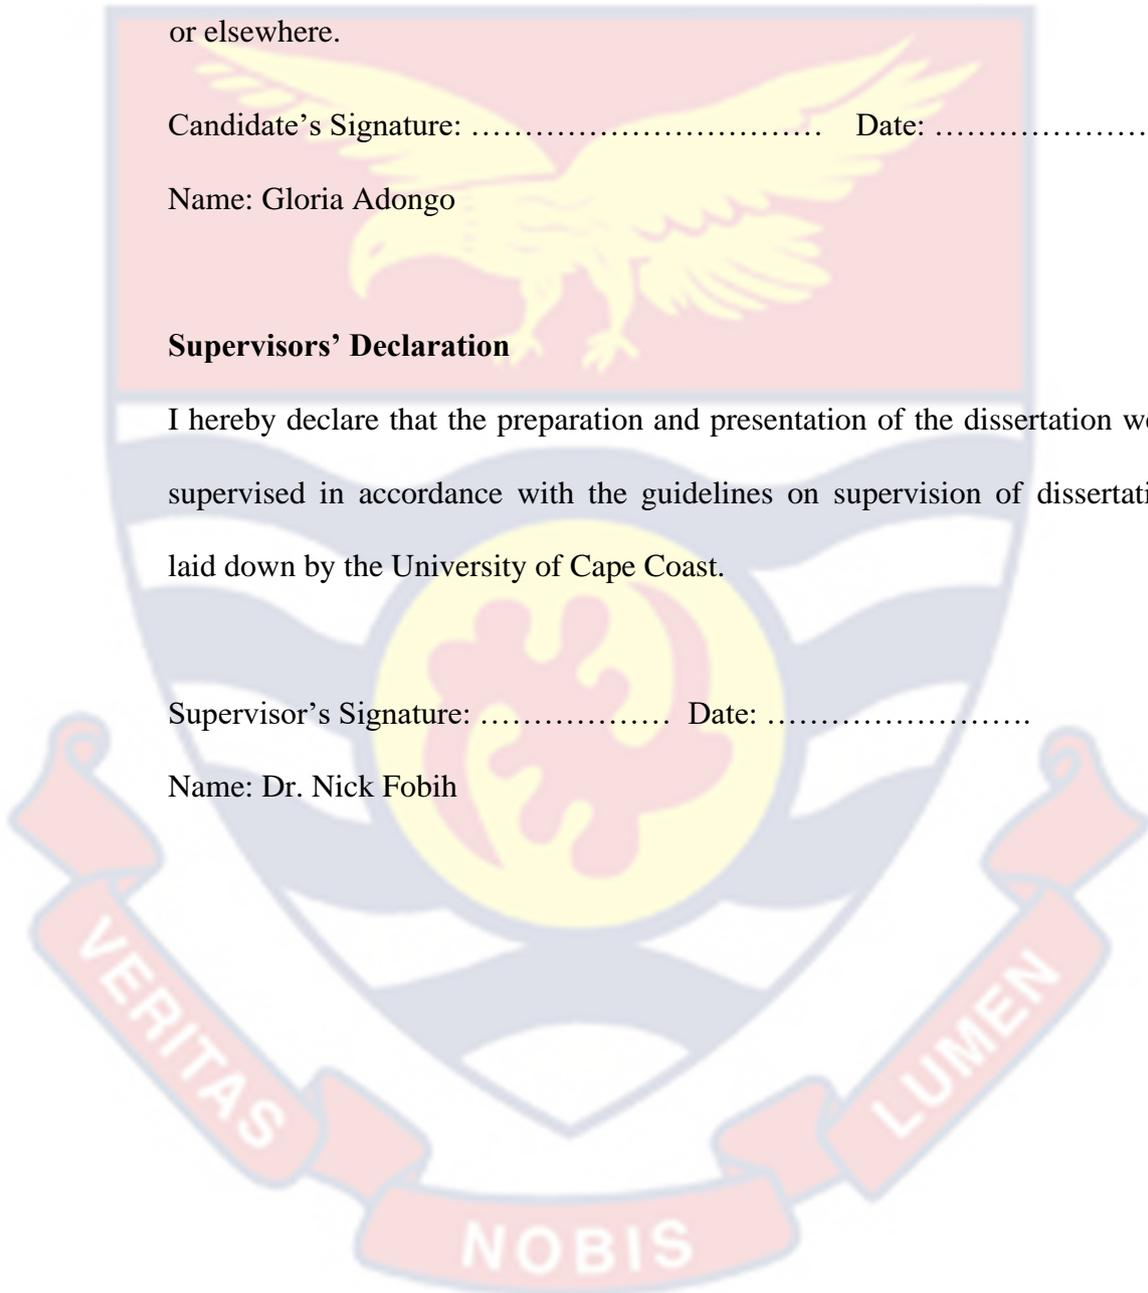 or elsewhere.
Candidate’s Signature: …………………………… Date: …………………
Name: Gloria Adongo
Supervisors’ Declaration
I hereby declare that the preparation and presentation of the dissertation
supervised in accordance with the guidelines on supervision of
laid down by the University of Cape Coast.
Supervisor’s Signature: ……………… Date: …………………….
Name: Dr. Nick Fobih
VERITAS
NOBIS
LUMEN